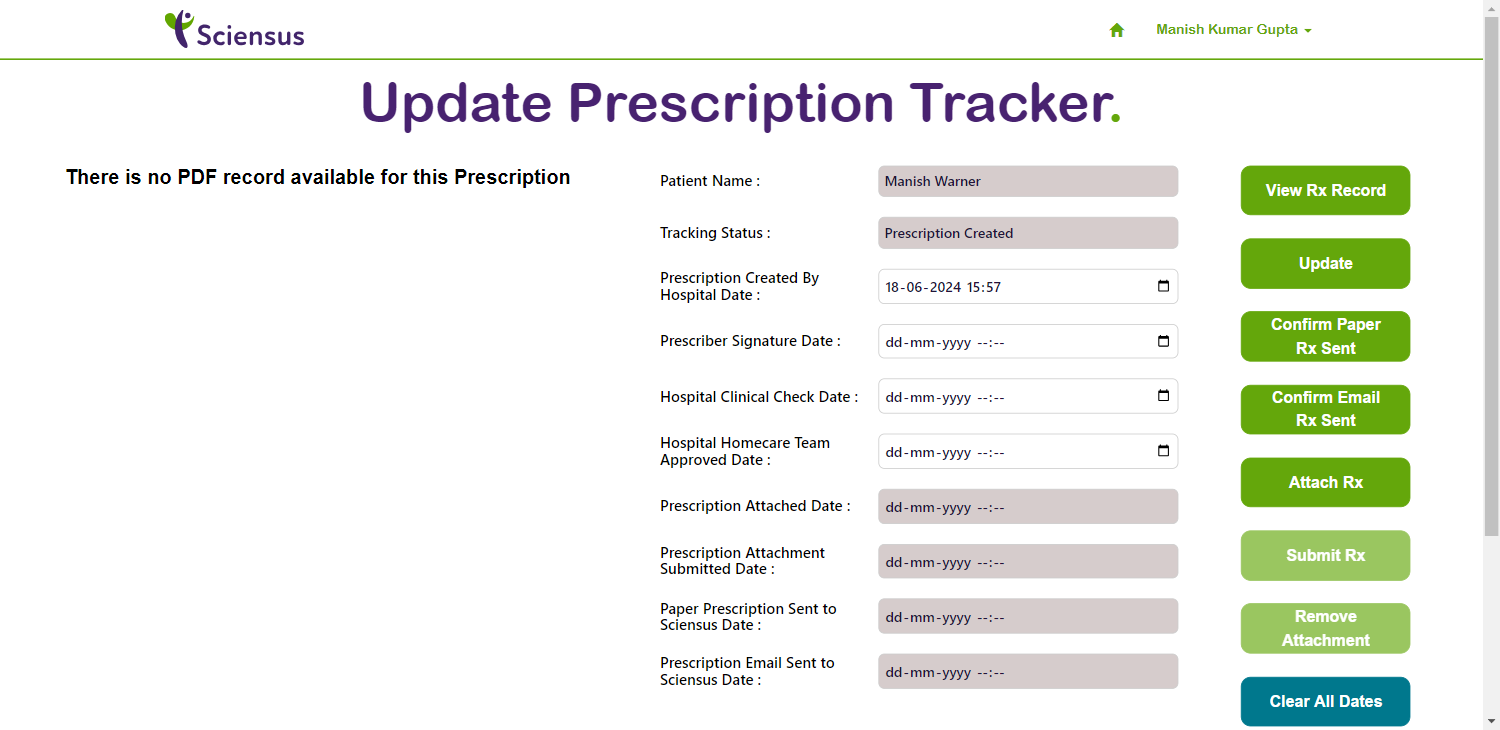 Sciensus
Manish Kumar Gupta
Update Prescription Tracker.
There is no PDF record available for this Prescription
Patient Name :
Manish Warner
Tracking Status :
Prescription Created
Prescription Created By
Hospital Date :
18-06-2024 15:57
Prescriber Signature Date :
dd-mm-yyyy --:--
Hospital Clinical Check Date :
dd-mm-yyyy --:--
Hospital Homecare Team
Approved Date :
dd-mm-yyyy --:--
Prescription Attached Date :
dd-mm-yyyy --:--
Prescription Attachment
Submitted Date :
dd-mm-yyyy --:--
Paper Prescription Sent to
Sciensus Date :
dd-mm-yyyy --:--
Prescription Email Sent to
Sciensus Date :
dd-mm-yyyy --:--
View Rx Record
Update
Confirm Paper
Rx Sent
Confirm Email
Rx Sent
Attach Rx
Submit Rx
Remove
Attachment
Clear All Dates